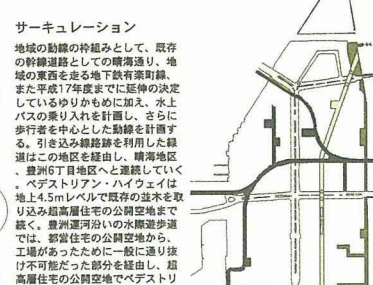 サーキュレーション
地域の動線の枠組みとして、既存
の幹線道路としての晴海通り、地
域の東西を走る地下鉄有楽町線、
また平成17年度までに延伸の決定
しているゆりかもめに加え、水上
バスの乗り入れを計画し、さらに
歩行者を中心とした動線を計画す
る。引き込み線路跡を利用した緑
道はこの地区を経由し、晴海地区
、豊洲6丁目地区へと連続していく
。ペデストリアン・ハイウェイは
地上4.5mレベルで既存の並木を取
り込み超高層住宅の公開空地まで
続く。豊洲運河沿いの水際遊歩道
では、都営住宅の公開空地から、
工場があったために一般に通り抜
け不可能だった部分を経由し、超
高層住宅の公開空地でペデストリ